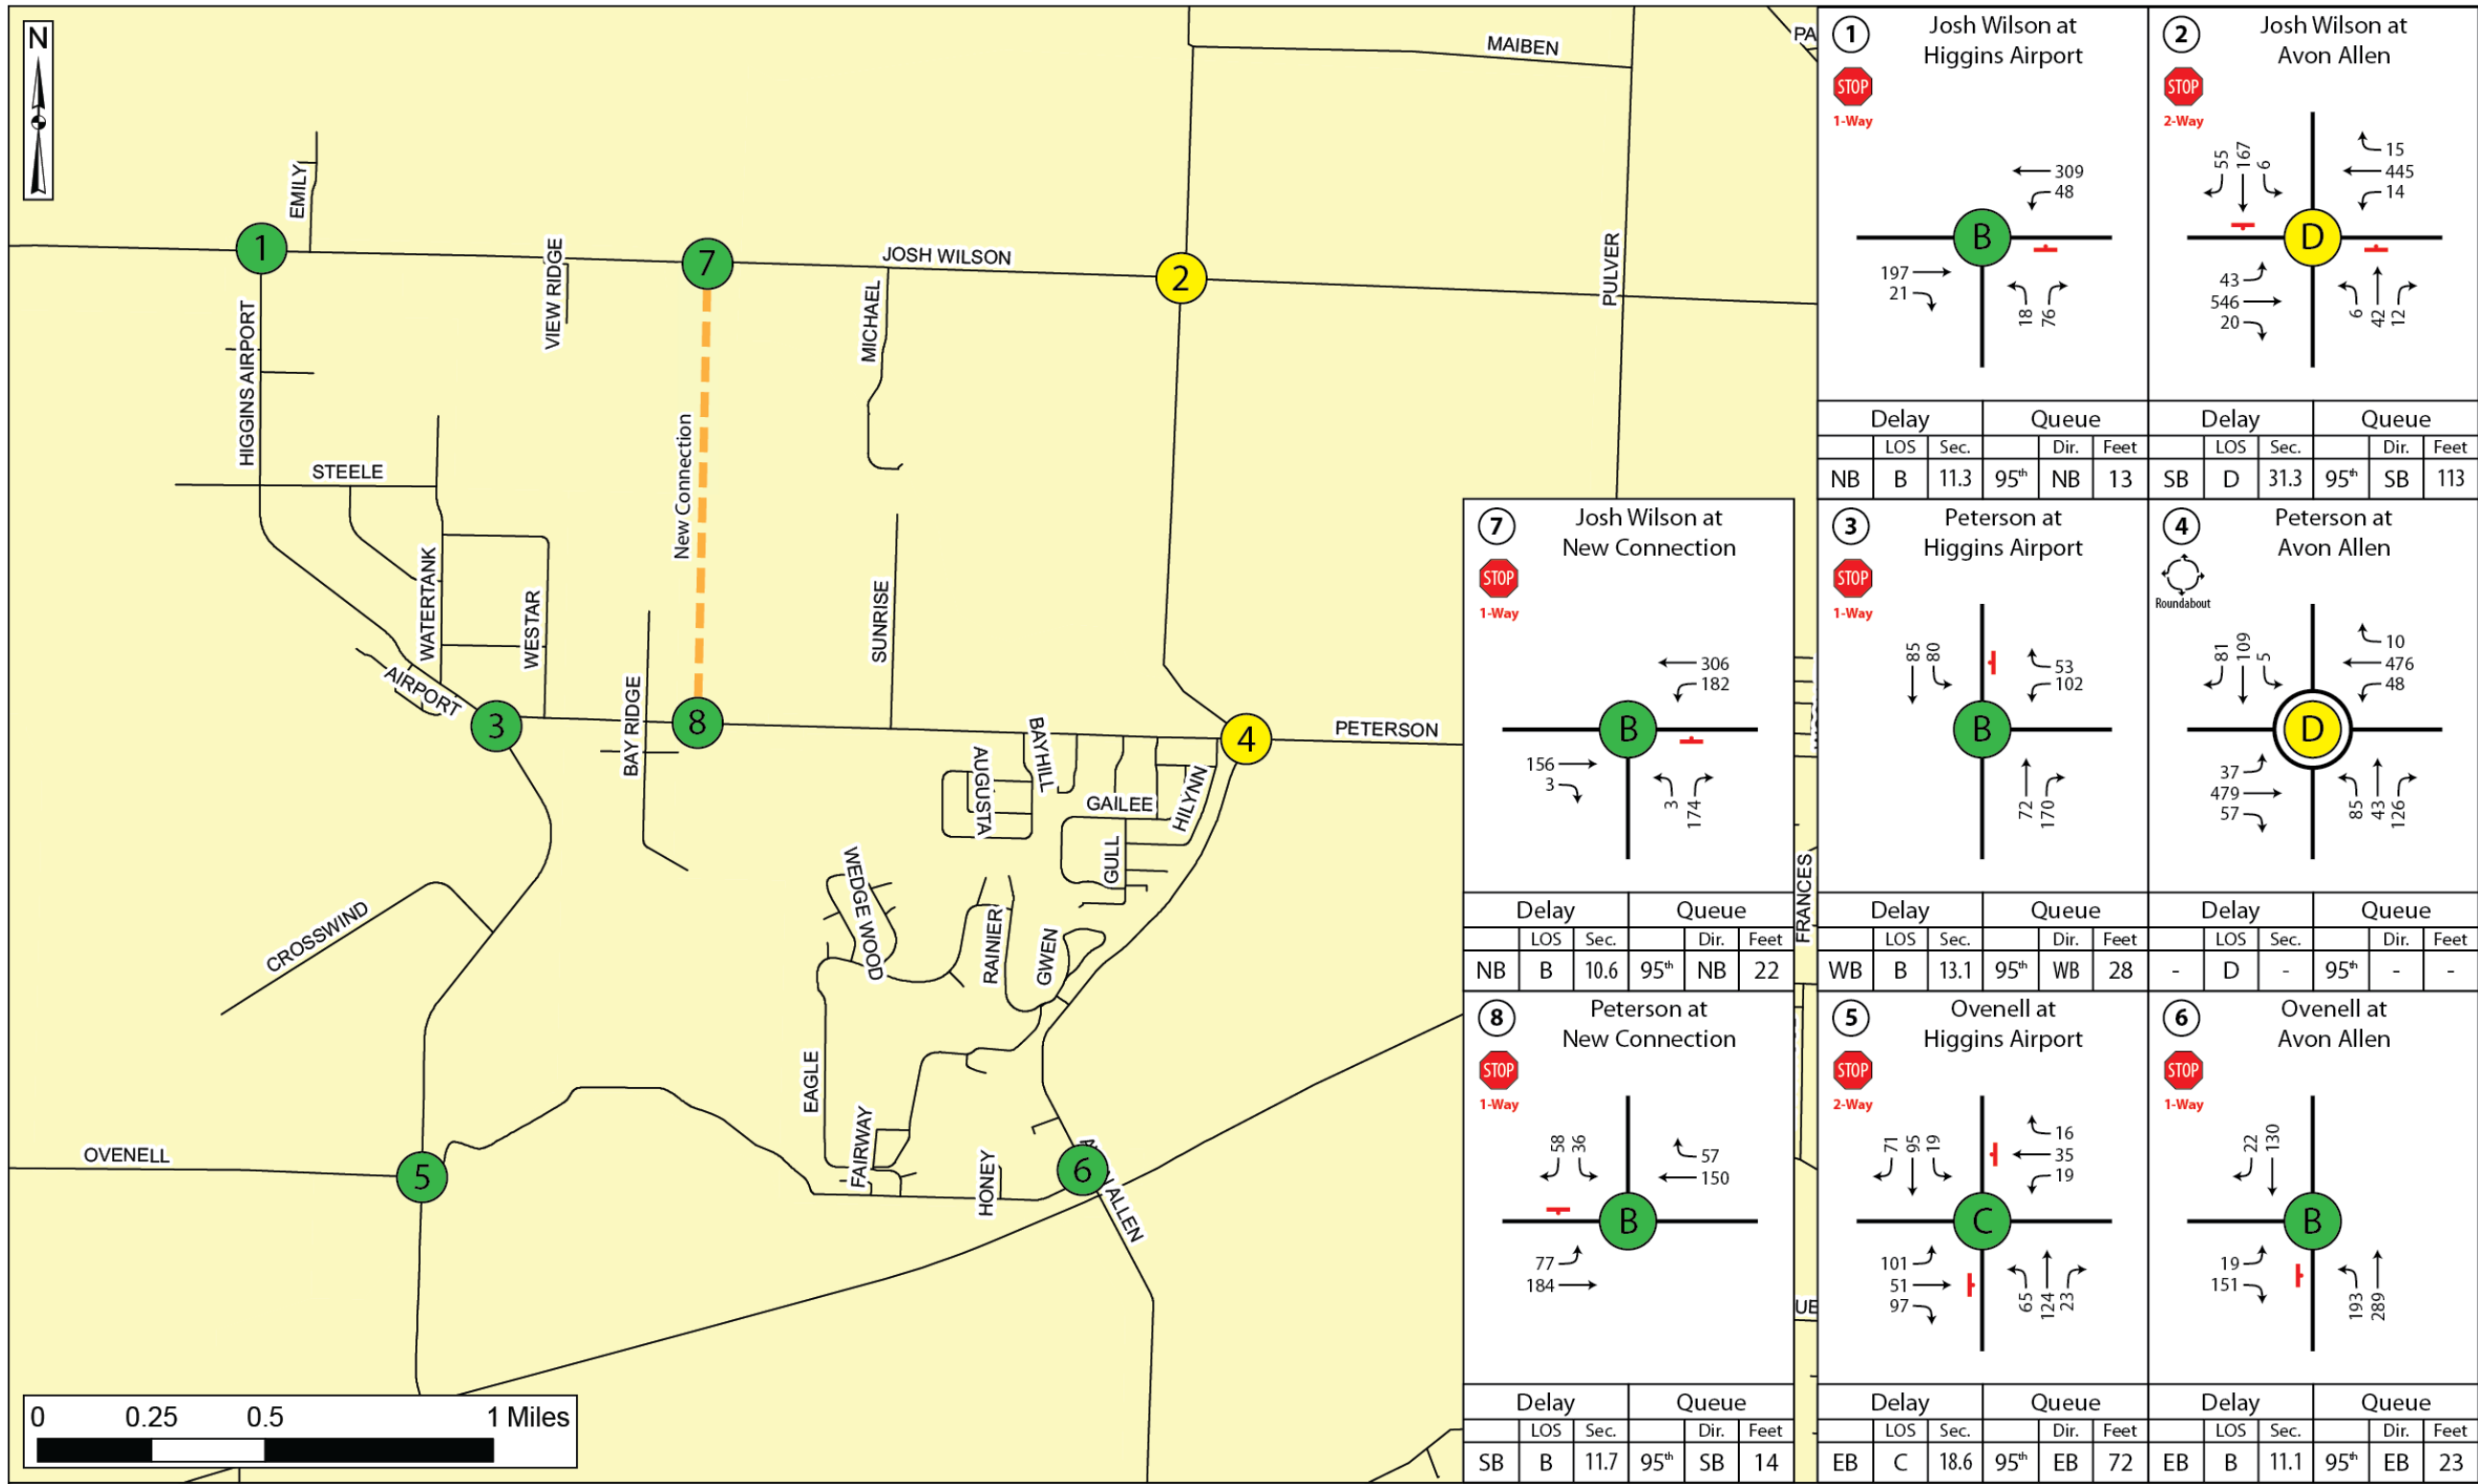 N
EMILY
1
HIGGINS AIRPORT
VIEW RIDGE
7
JOSH WILSON
MICHAEL
2
MAIBEN
PULVER
PA
New Connection
STEELE
WATERTANK
WESTAR
AIRPORT
3
BAY RIDGE
8
SUNRISE
4
PETERSON
BAYHILL
AUGUSTA
GAILEE
HILYNN
GULL
WEDGE WOOD
RAINIER
GWEN
CROSSWIND
EAGLE
FAIRWAY
HONEY
OVENELL
5
6
N ALLEN
FRANCES
UE
0 0.25 0.5 1 Miles
1
Josh Wilson at
Higgins Airport
STOP
1-Way
309
48
B
197
21
18 76
Delay Queue
LOS Sec. Dir. Feet
NB B 11.3 95th NB 13
2
Josh Wilson at
Avon Allen
STOP
2-Way
55 167 6
15
445
14
D
43
546
20
6 42 12
Delay Queue
LOS Sec. Dir. Feet
SB D 31.3 95th SB 113
7
Josh Wilson at
New Connection
STOP
1-Way
306
182
B
156
3
3 174
Delay Queue
LOS Sec. Dir. Feet
NB B 10.6 95th NB 22
3
Peterson at
Higgins Airport
STOP
1-Way
85 80
53
102
B
72 170
Delay Queue
LOS Sec. Dir. Feet
WB B 13.1 95th WB 28
4
Peterson at
Avon Allen
Roundabout
81 109 5
10
476
48
D
37
479
57
85 43 126
Delay Queue
LOS Sec. Dir. Feet
- D - 95th - -
8
Peterson at
New Connection
STOP
1-Way
58 36
57
150
B
77
184
Delay Queue
LOS Sec. Dir. Feet
SB B 11.7 95th SB 14
5
Ovenell at
Higgins Airport
STOP
2-Way
71 95 19
16
35
19
C
101
51
97
65 124 23
Delay Queue
LOS Sec. Dir. Feet
EB C 18.6 95th EB 72
6
Ovenell at
Avon Allen
STOP
1-Way
22 130
B
19
151
193 289
Delay Queue
LOS Sec. Dir. Feet
EB B 11.1 95th EB 23